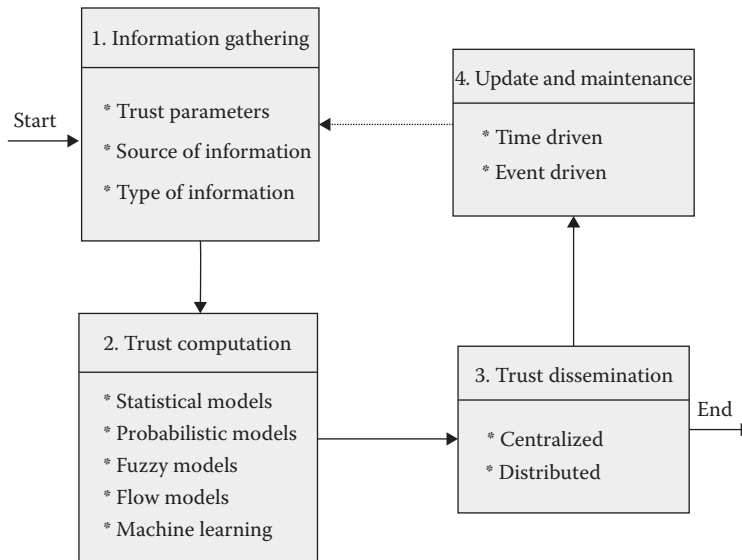 Start
1. Information gathering
* Trust parameters
* Source of information
* Type of information
2. Trust computation
* Statistical models
* Probabilistic models
* Fuzzy models
* Flow models
* Machine learning
3. Trust dissemination
* Centralized
* Distributed
End
4. Update and maintenance
* Time driven
* Event driven